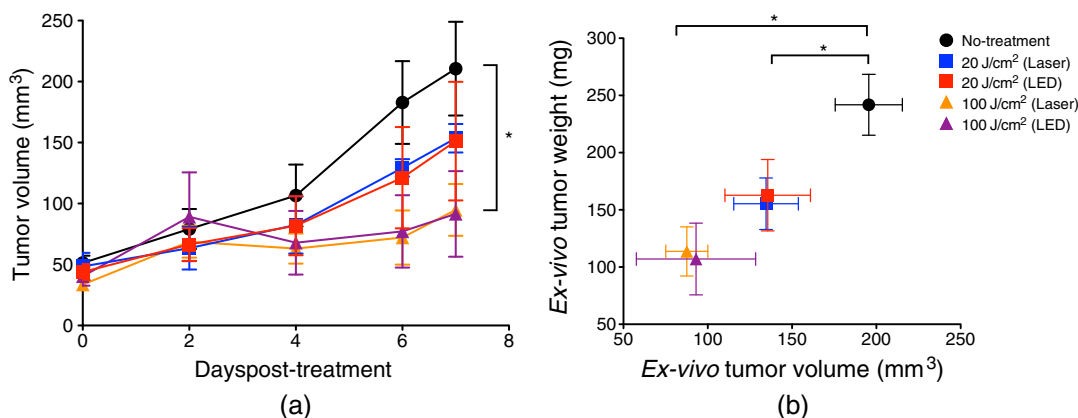 Tumor volume (mm³)
250
200
150
100
50
0
0 2 4 6 8
Dayspost-treatment
*
(a)
Ex-vivo tumor weight (mg)
300
250
200
150
100
50
50 100 150 200 250
Ex-vivo tumor volume (mm³)
*
*
No-treatment
20 J/cm² (Laser)
20 J/cm² (LED)
100 J/cm² (Laser)
100 J/cm² (LED)
(b)